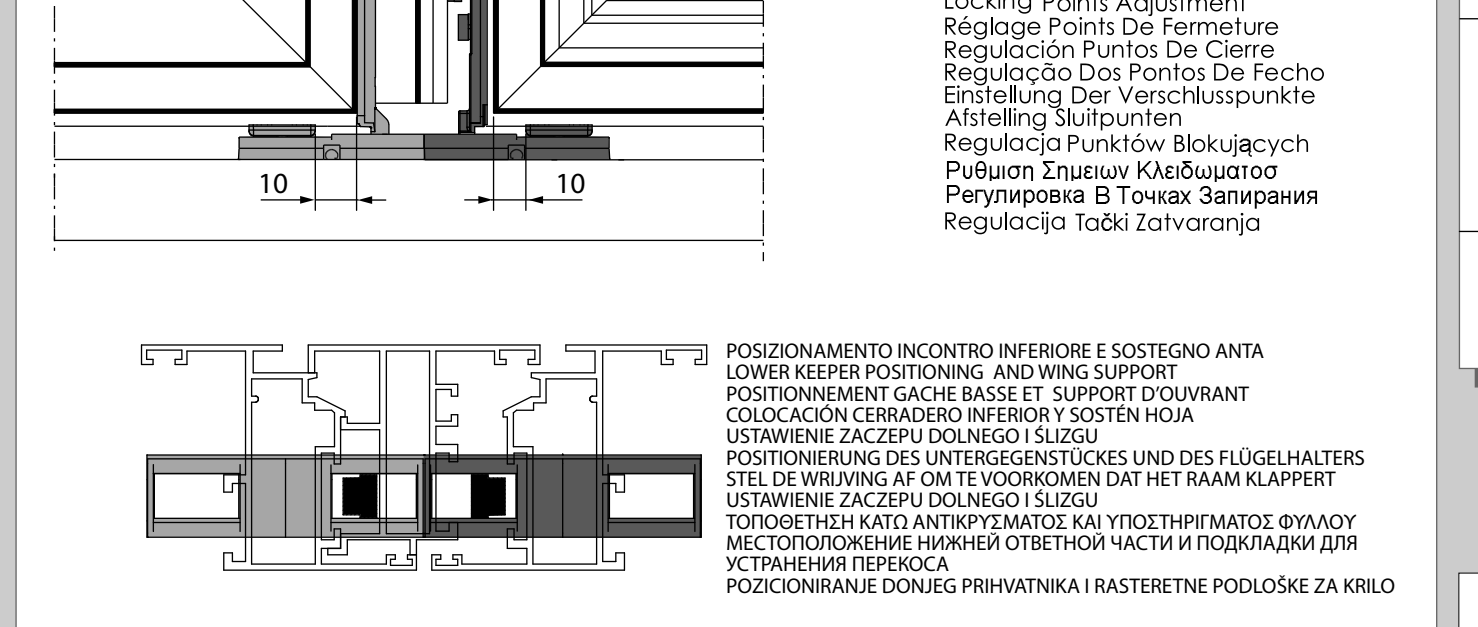 Locking Points Adjustment
Réglage Points De Fermeture
Regulación Puntos De Cierre
Regulação Dos Pontos De Fecho
Einstellung Der Verschlusspunkte
Afstelling Sluitpunten
Regulacja Punktów Blokujących
Ρυθμιση Σημειων Κλειδωματοσ
Регулировка В Точках Запирания
Regulacija Tački Zatvaranja
10 10
POSIZIONAMENTO INCONTRO INFERIORE E SOSTEGNO ANTA
LOWER KEEPER POSITIONING AND WING SUPPORT
POSITIONNEMENT GACHE BASSE ET SUPPORT D'OUVRANT
COLOCACIÓN CERRADERO INFERIOR Y SOSTÉN HOJA
USTAWIENIE ZACZEPU DOLNEGO I ŚLIZGU
POSITIONIERUNG DES UNTERGEGENSTÜCKES UND DES FLÜGELHALTERS
STEL DE WRIJVING AF OM TE VOORKOMEN DAT HET RAAM KLAPPERT
USTAWIENIE ZACZEPU DOLNEGO I ŚLIZGU
ΤΟΠΟΘΕΤΗΣΗ ΚΑΤΩ ΑΝΤΙΚΡΥΣΜΑΤΟΣ ΚΑΙ ΥΠΟΣΤΗΡΙΓΜΑΤΟΣ ΦΥΛΛΟΥ
МЕСТОПОЛОЖЕНИЕ НИЖНЕЙ ОТВЕТНОЙ ЧАСТИ И ПОДКЛАДКИ ДЛЯ
УСТРАНЕНИЯ ПЕРЕКОСА
POZICIONIRANJE DONJEG PRIHVATNIKA I RASTERETNE PODLOŠKE ZA KRILO